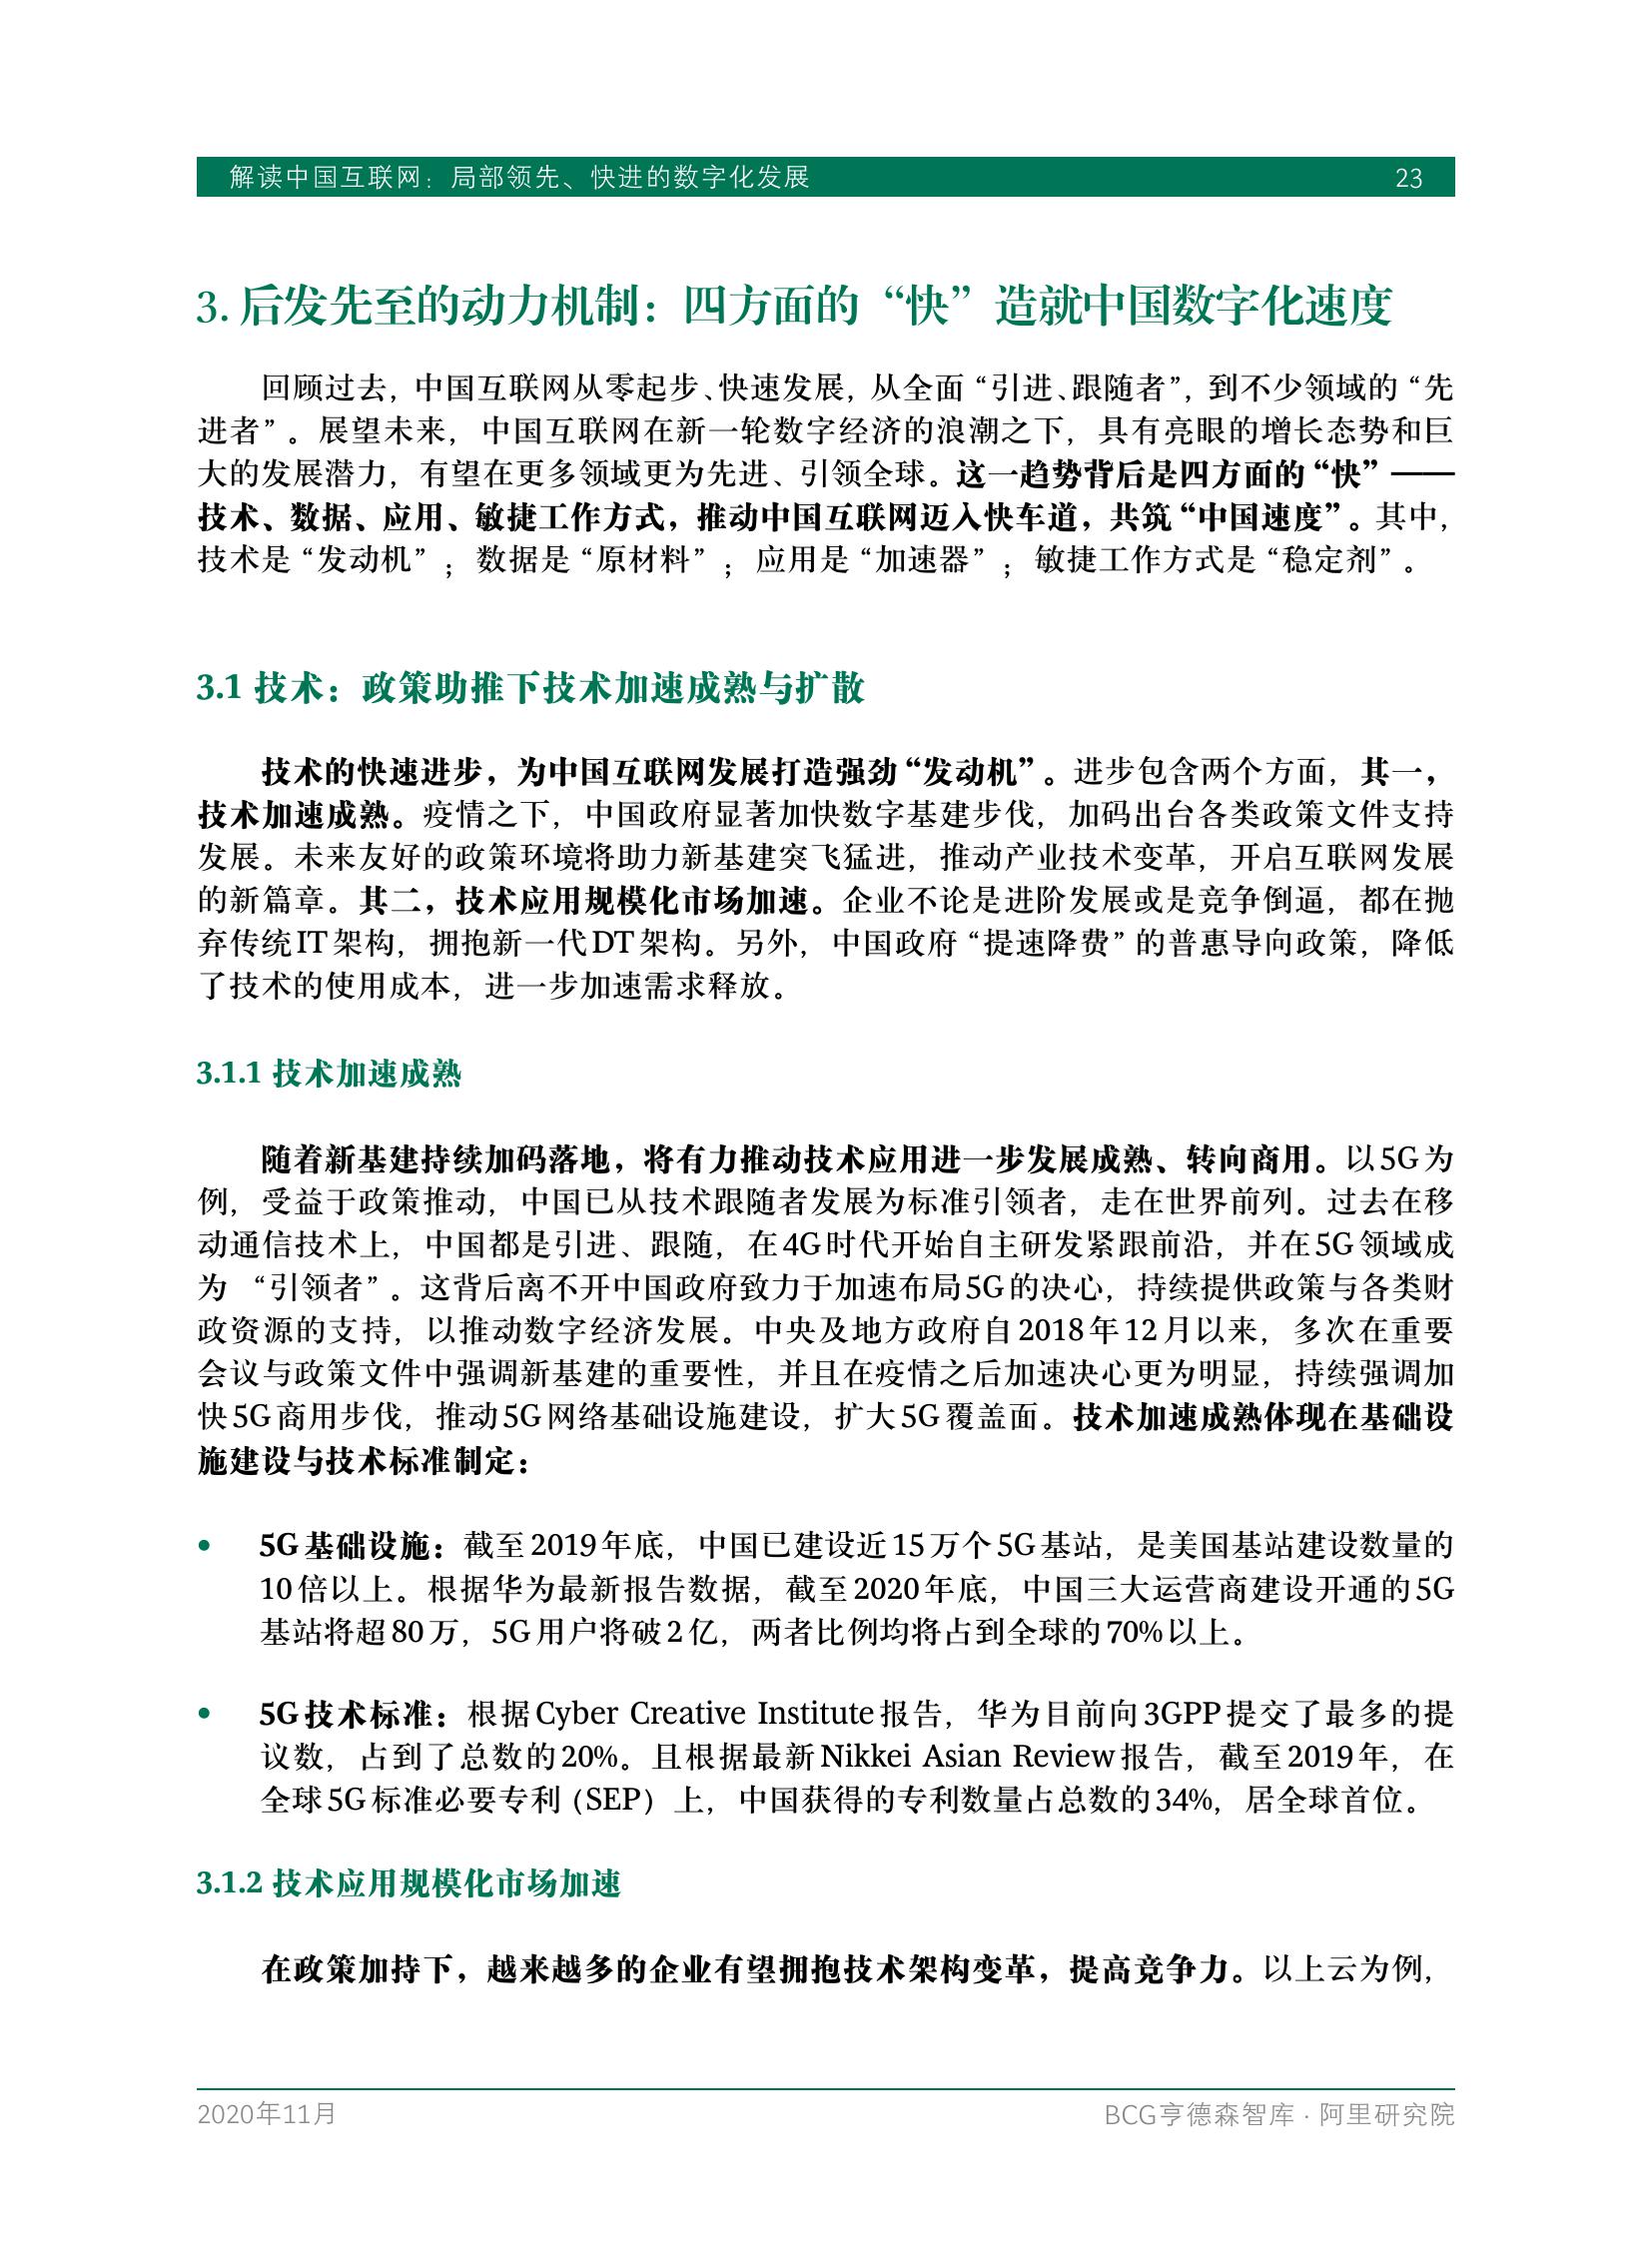 解读中国互联网：局部领先、快进的数字化发展 23
3. 后发先至的动力机制：四方面的“快”造就中国数字化速度
回顾过去，中国互联网从零起步、快速发展，从全面“引进、跟随者”，到不少领域的“先
进者”。展望未来，中国互联网在新一轮数字经济的浪潮之下，具有亮眼的增长态势和巨
大的发展潜力，有望在更多领域更为先进、引领全球。这一趋势背后是四方面的“快”——
技术、数据、应用、敏捷工作方式，推动中国互联网迈入快车道，共筑“中国速度”。其中，
技术是“发动机”；数据是“原材料”；应用是“加速器”；敏捷工作方式是“稳定剂”。
3.1 技术：政策助推下技术加速成熟与扩散
技术的快速进步，为中国互联网发展打造强劲“发动机”。进步包含两个方面，其一，
技术加速成熟。疫情之下，中国政府显著加快数字基建步伐，加码出台各类政策文件支持
发展。未来友好的政策环境将助力新基建突飞猛进，推动产业技术变革，开启互联网发展
的新篇章。其二，技术应用规模化市场加速。企业不论是进阶发展或是竞争倒逼，都在抛
弃传统IT架构，拥抱新一代DT架构。另外，中国政府“提速降费”的普惠导向政策，降低
了技术的使用成本，进一步加速需求释放。
3.1.1 技术加速成熟
随着新基建持续加码落地，将有力推动技术应用进一步发展成熟、转向商用。以5G为
例，受益于政策推动，中国已从技术跟随者发展为标准引领者，走在世界前列。过去在移
动通信技术上，中国都是引进、跟随，在4G时代开始自主研发紧跟前沿，并在5G领域成
为 “引领者”。这背后离不开中国政府致力于加速布局5G的决心，持续提供政策与各类财
政资源的支持，以推动数字经济发展。中央及地方政府自2018年12月以来，多次在重要
会议与政策文件中强调新基建的重要性，并且在疫情之后加速决心更为明显，持续强调加
快5G商用步伐，推动5G网络基础设施建设，扩大5G覆盖面。技术加速成熟体现在基础设
施建设与技术标准制定：
• 5G基础设施：截至2019年底，中国已建设近15万个5G基站，是美国基站建设数量的
10倍以上。根据华为最新报告数据，截至2020年底，中国三大运营商建设开通的5G
基站将超80万，5G用户将破2亿，两者比例均将占到全球的70%以上。
• 5G技术标准：根据Cyber Creative Institute报告，华为目前向3GPP提交了最多的提
议数，占到了总数的20%。且根据最新Nikkei Asian Review报告，截至2019年，在
全球5G标准必要专利（SEP）上，中国获得的专利数量占总数的34%，居全球首位。
3.1.2 技术应用规模化市场加速
在政策加持下，越来越多的企业有望拥抱技术架构变革，提高竞争力。以上云为例，
2020年11月 BCG亨德森智库 · 阿里研究院